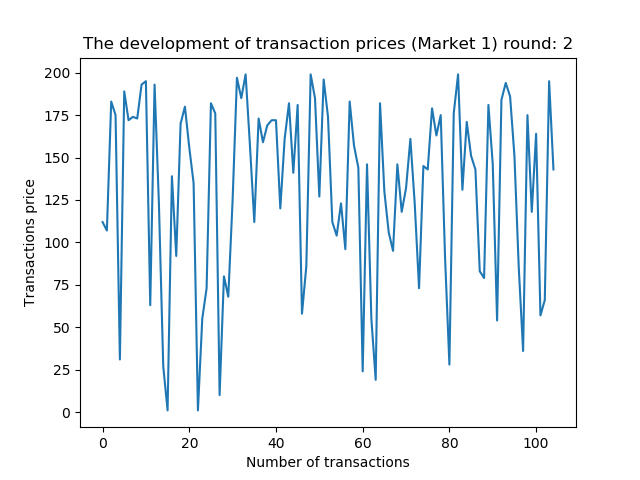 The development of transaction prices (Market 1) round: 2
200
175
150
125
100
75
50
25
0
Transactions price
0 20 40 60 80 100
Number of transactions